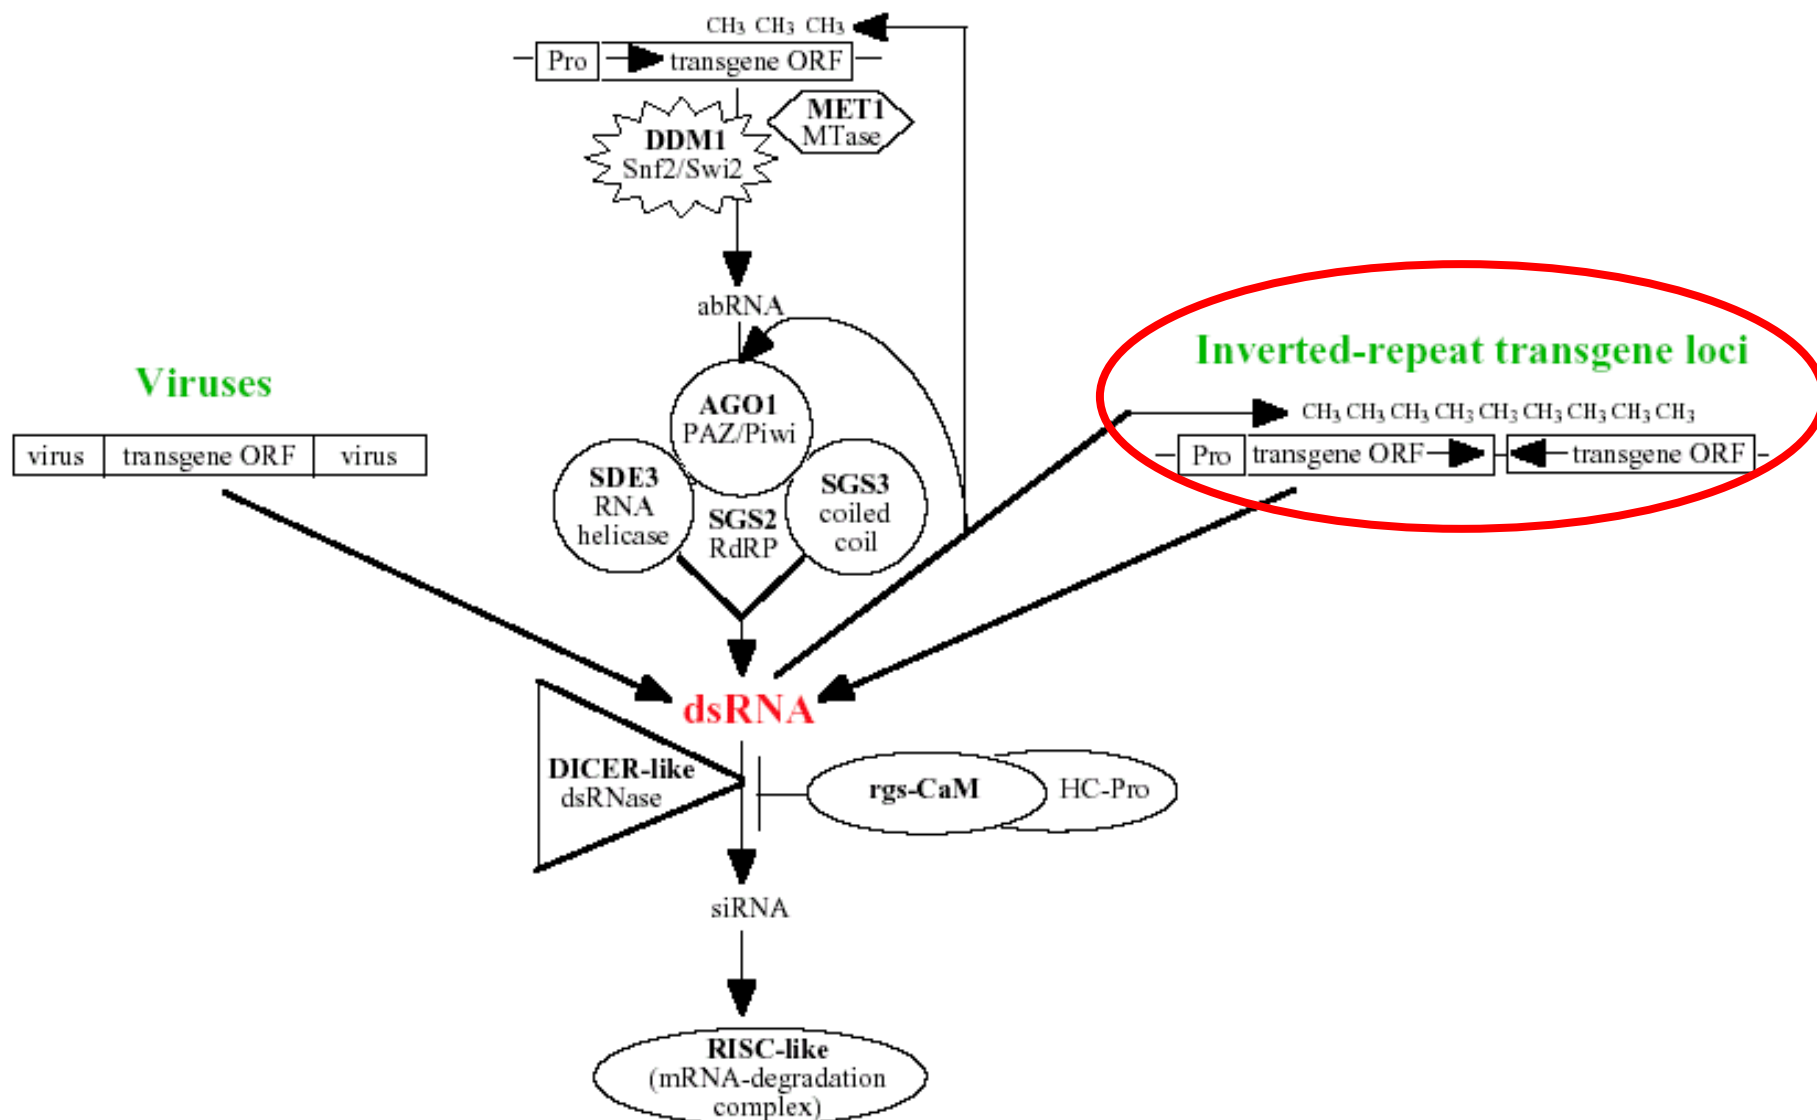 CH₃ CH₃ CH₃
Pro transgene ORF
MET1
MTase
DDM1
Snf2/Swi2
abRNA
Viruses
virus transgene ORF virus
AGO1
PAZ/Piwi
SDE3
RNA
helicase
SGS2
RdRP
SGS3
coiled
coil
Inverted-repeat transgene loci
CH₃ CH₃ CH₃ CH₃ CH₃ CH₃ CH₃ CH₃ CH₃
Pro transgene ORF transgene ORF
dsRNA
DICER-like
dsRNase
rgs-CaM
HC-Pro
siRNA
RISC-like
(mRNA-degradation
complex)